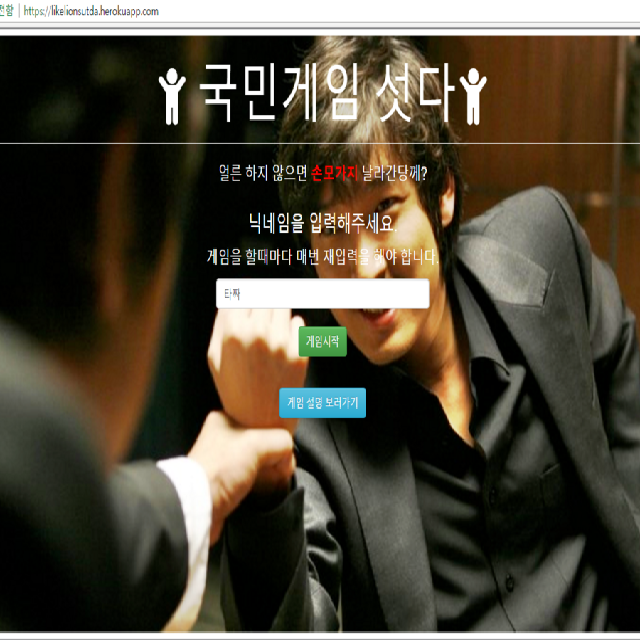 전함 | https://likelionsutda.herokuapp.com
국민게임 섯다
얼른 하지 않으면 손모가지 날라간당께?
닉네임을 입력해주세요.
게임을 할때마다 매번 재입력을 해야 합니다.
타짜
게임시작
게임 설명 보러가기